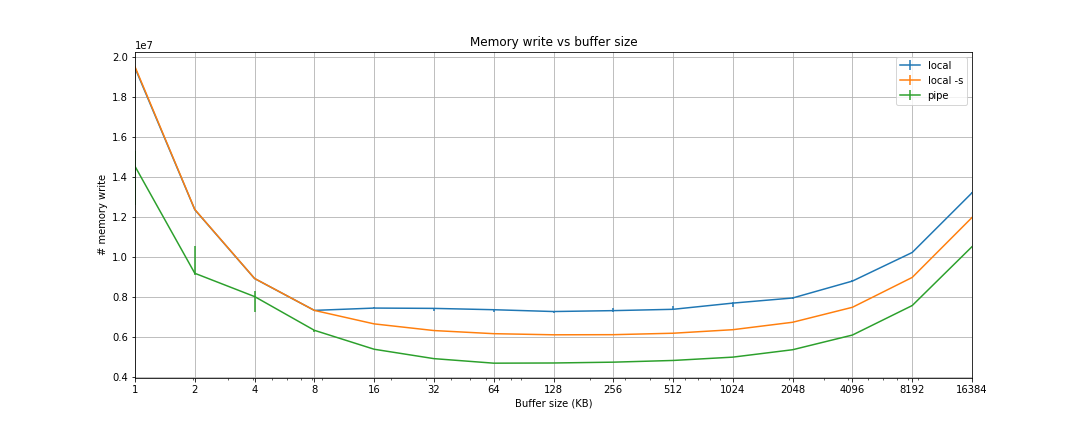 Memory write vs buffer size
1e7
2.0
1.8
1.6
1.4
1.2
1.0
0.8
0.6
0.4
# memory write
local
local -s
pipe
1 2 4 8 16 32 64 128 256 512 1024 2048 4096 8192 16384
Buffer size (KB)